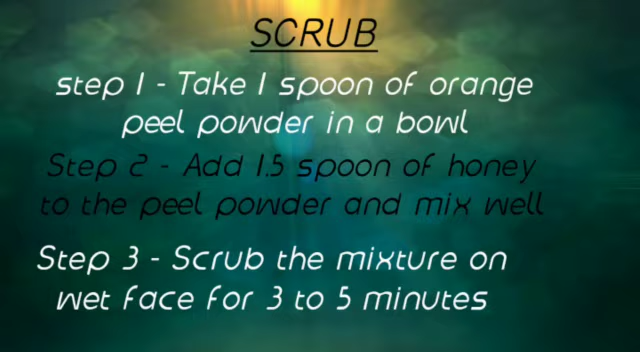 SCRUB
step 1 - Take 1 spoon of orange
peel powder in a bowl
Step 2 - Add 1.5 spoon of honey
to the peel powder and mix well
Step 3 - Scrub the mixture on
wet face for 3 to 5 minutes